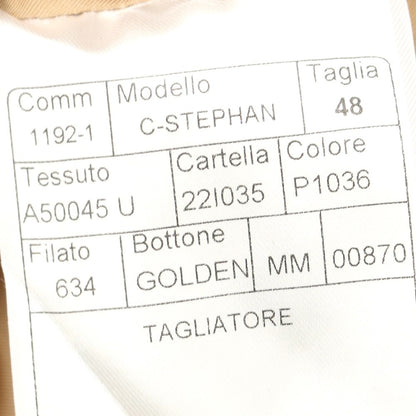 Comm Modello Taglia
1192-1 C-STEPHAN 48
Tessuto Cartella Colore
A50045 U 22I035 P1036
Filato Bottone
634 GOLDEN MM 00870
TAGLIATORE